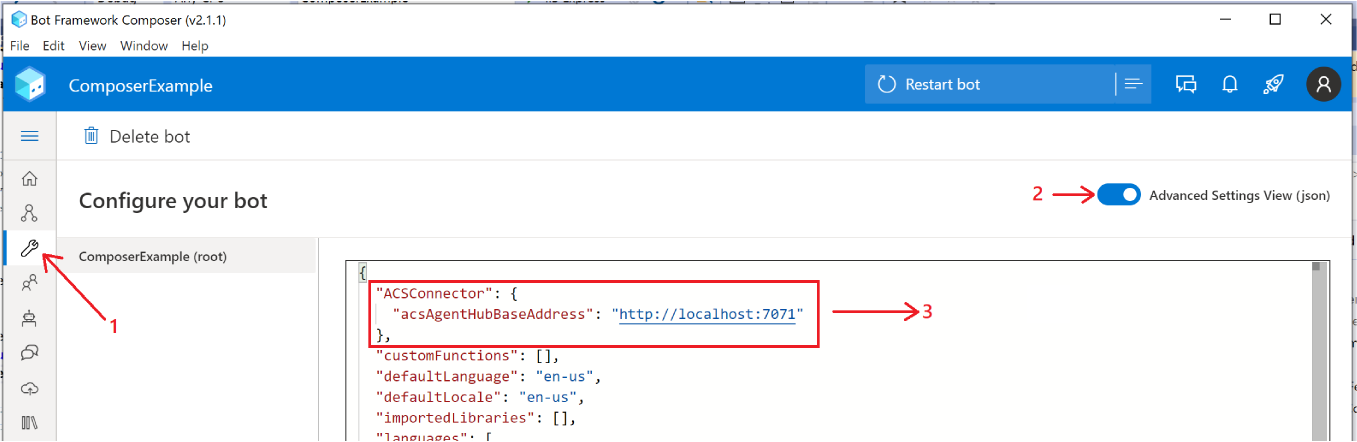 Bot Framework Composer (v2.1.1)
File Edit View Window Help
ComposerExample
Restart bot
Delete bot
Configure your bot
2
Advanced Settings View (json)
ComposerExample (root)
{
"ACSConnector": {
"acsAgentHubBaseAddress": "http://localhost:7071"
},
3
1
"customFunctions": [],
"defaultLanguage": "en-us",
"defaultLocale": "en-us",
"importedLibraries": [],
"languages": [